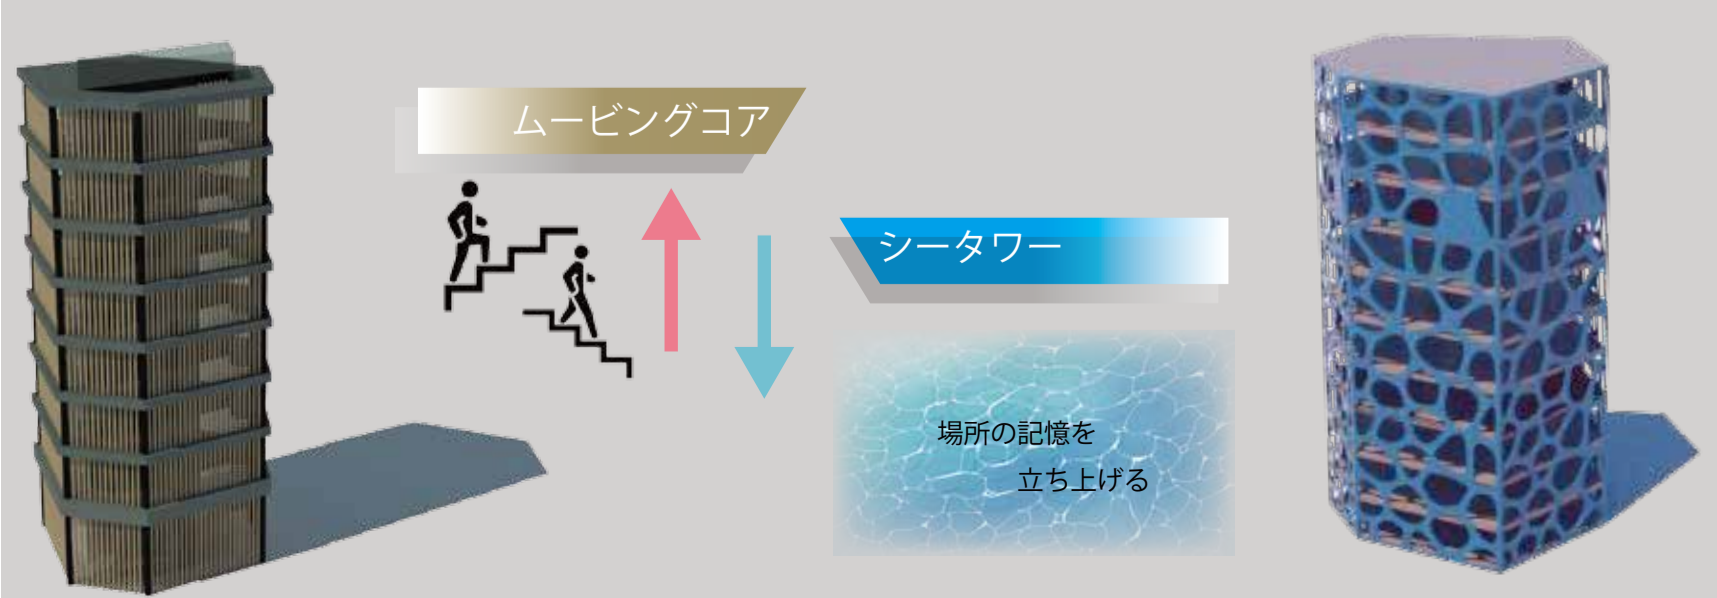 ムービングコア
シータワー
場所の記憶を
立ち上げる